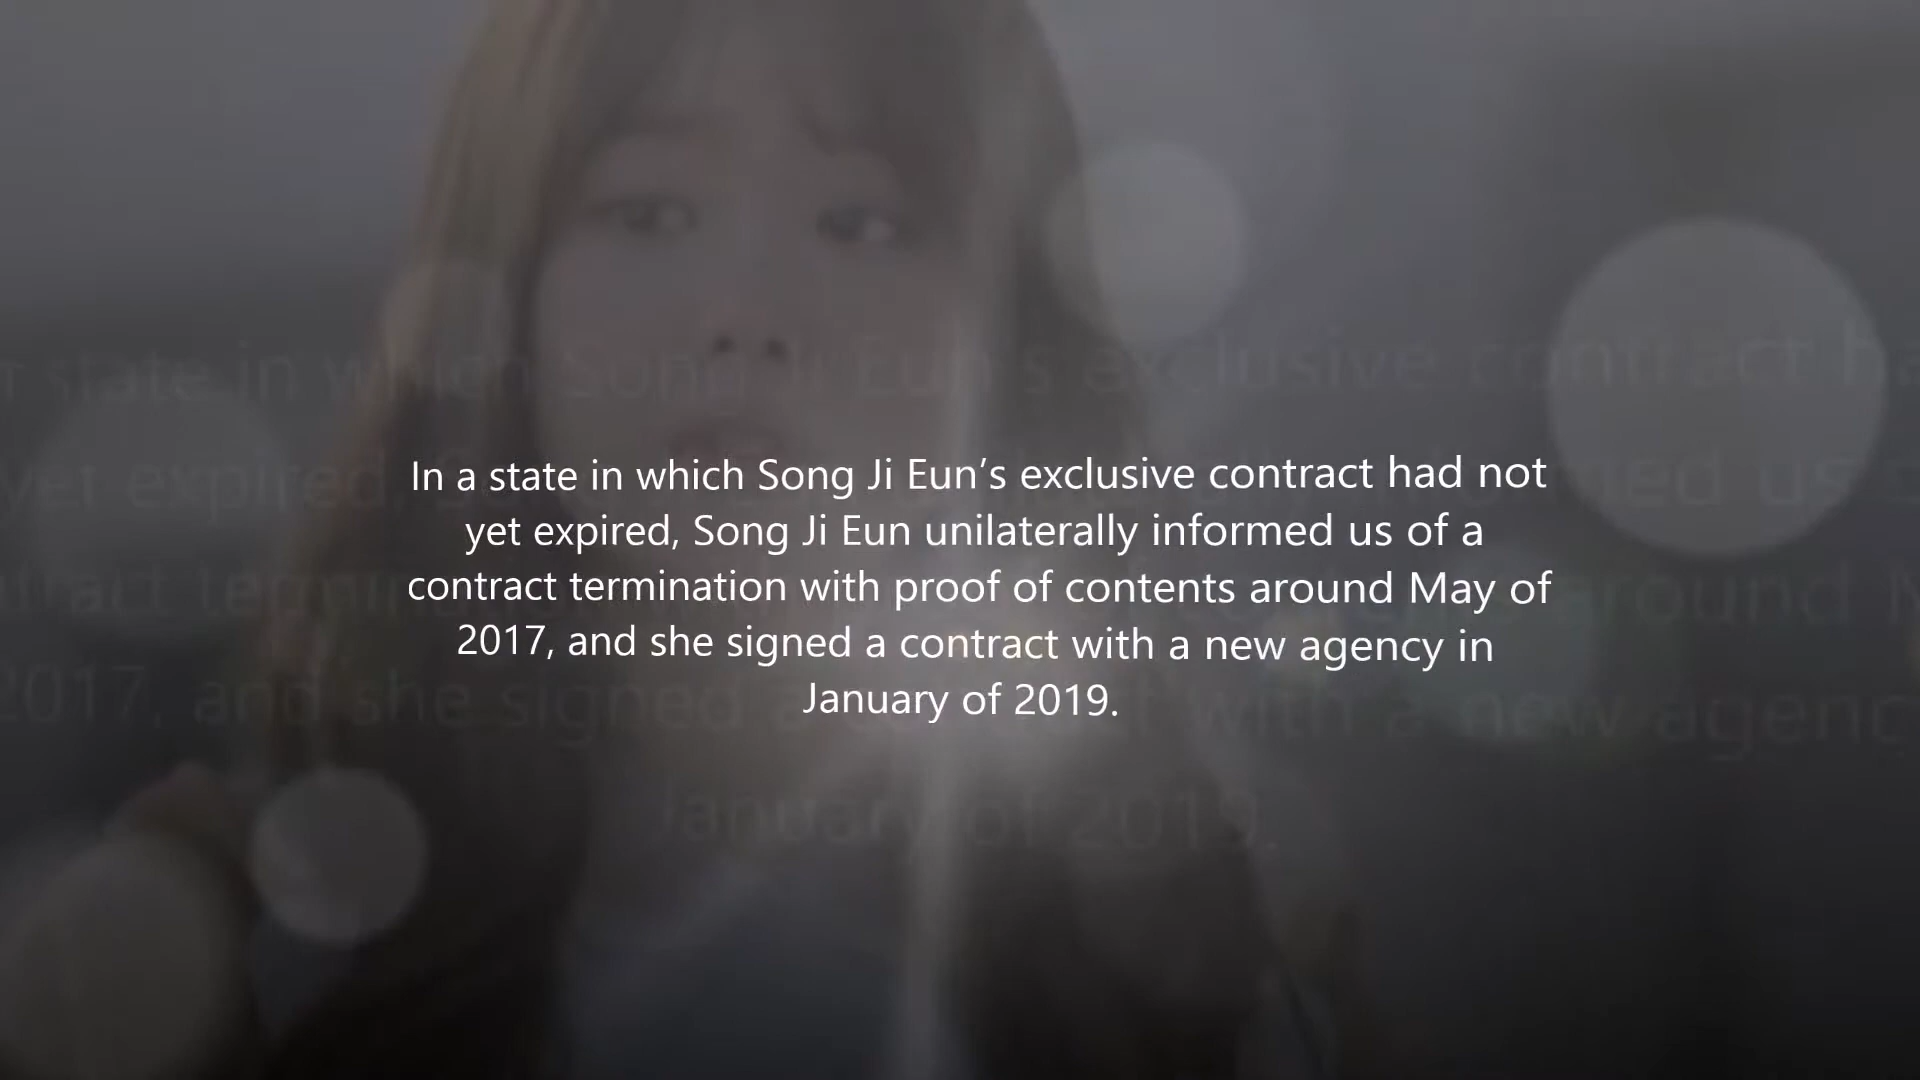 In a state in which Song Ji Eun’s exclusive contract had not
yet expired, Song Ji Eun unilaterally informed us of a
contract termination with proof of contents around May of
2017, and she signed a contract with a new agency in
January of 2019.